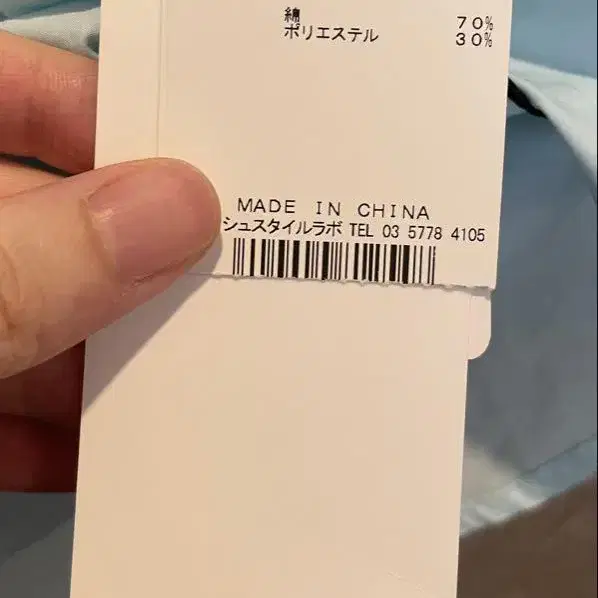 綿 70%
ポリエステル 30%
MADE IN CHINA
シュスタイルラボ TEL 03 5778 4105